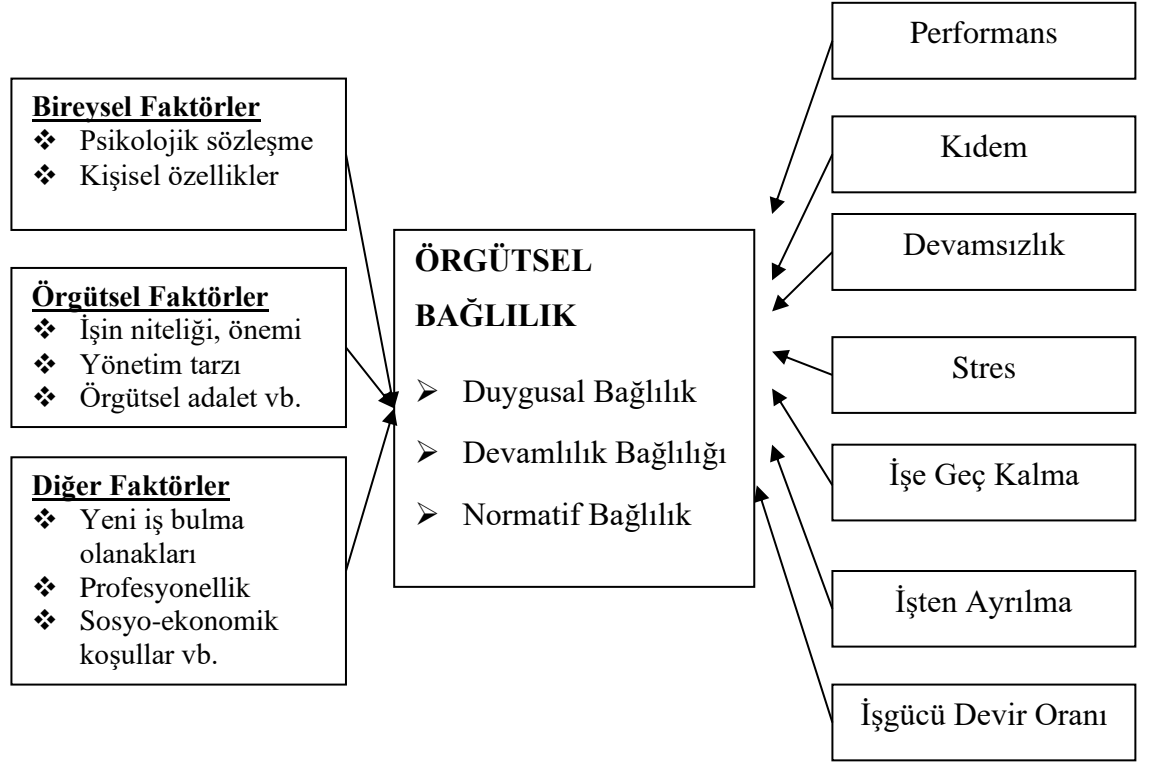 Bireysel Faktörler
❖ Psikolojik sözleşme
❖ Kişisel özellikler
Örgütsel Faktörler
❖ İşin niteliği, önemi
❖ Yönetim tarzı
❖ Örgütsel adalet vb.
Diğer Faktörler
❖ Yeni iş bulma
olanakları
❖ Profesyonellik
❖ Sosyo-ekonomik
koşullar vb.
ÖRGÜTSEL
BAĞLILIK
➢ Duygusal Bağlılık
➢ Devamlılık Bağlılığı
➢ Normatif Bağlılık
Performans
Kıdem
Devamsızlık
Stres
İşe Geç Kalma
İşten Ayrılma
İşgücü Devir Oranı